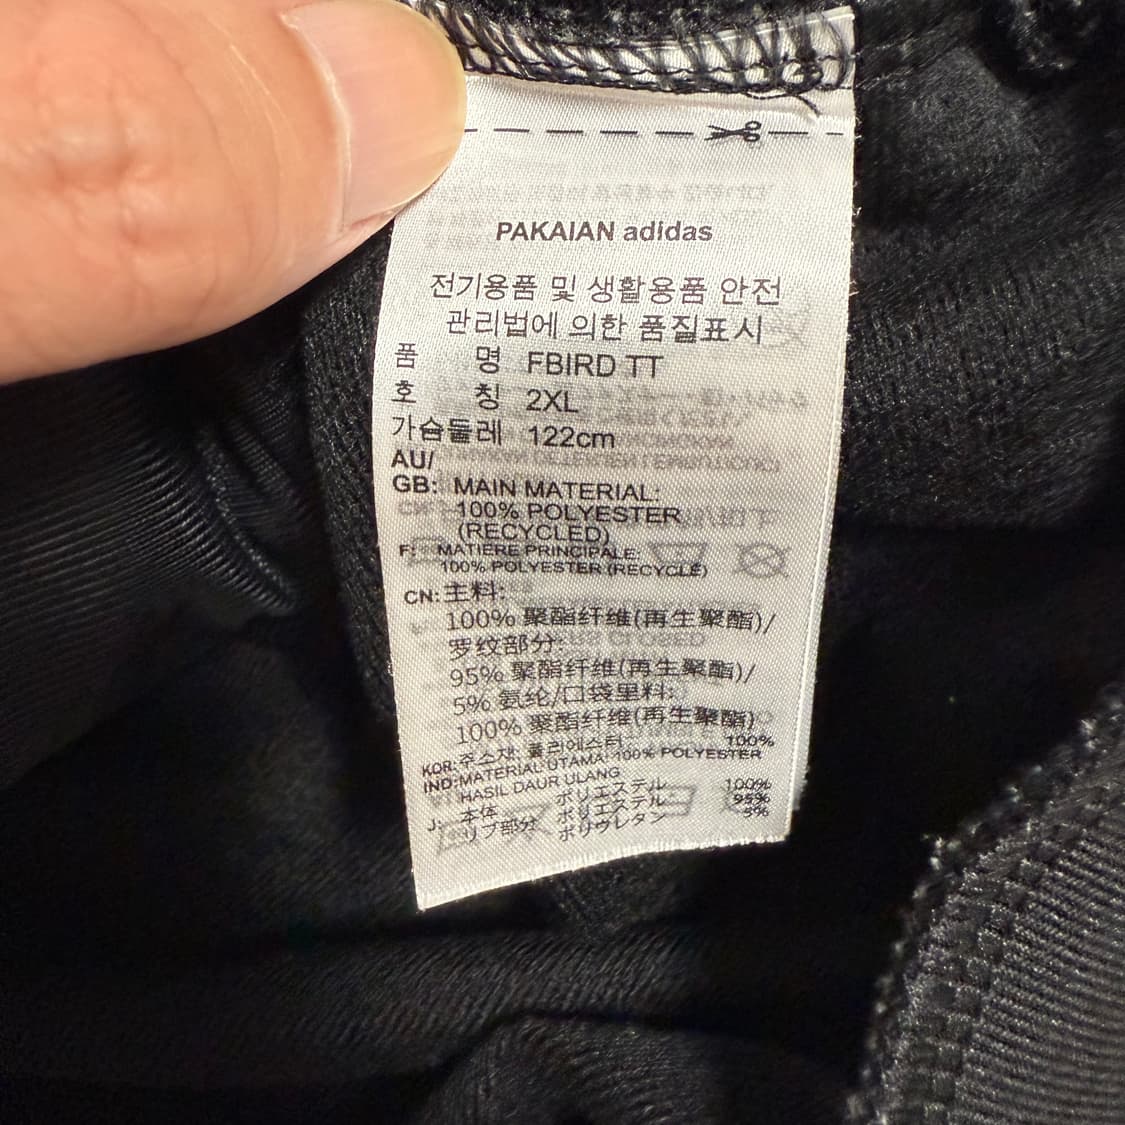 PAKAIAN adidas
전기용품 및 생활용품 안전
관리법에 의한 품질표시
품 명 FBIRD TT
호 칭 2XL
가슴둘레 122cm
AU/
GB: MAIN MATERIAL:
100% POLYESTER
(RECYCLED)
F: MATIERE PRINCIPALE:
100% POLYESTER (RECYCLÉ)
CN: 主料:
100% 聚酯纤维(再生聚酯)/
罗纹部分:
95% 聚酯纤维(再生聚酯)/
5% 氨纶/口袋里料:
100% 聚酯纤维(再生聚酯)
KOR: 주소재: 폴리에스터 100%
IND: MATERIAL UTAMA: 100% POLYESTER
HASIL DAUR ULANG
J: 本体 ポリエステル 100%
リブ部分 ポリエステル 95%
ポリウレタン 5%